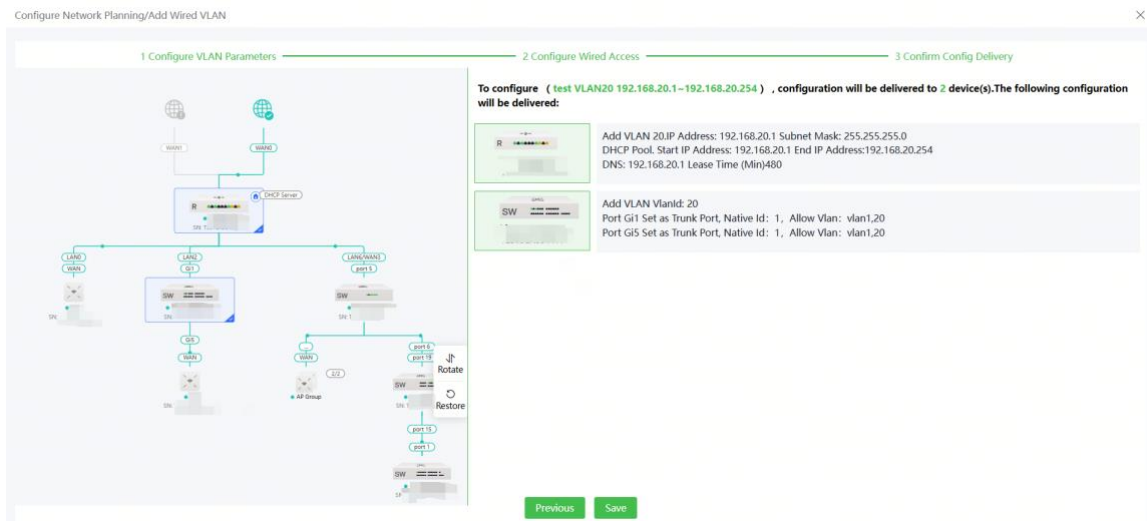 Configure Network Planning/Add Wired VLAN
1 Configure VLAN Parameters
2 Configure Wired Access
3 Confirm Config Delivery
WAN1
WAN0
DHCP Server
R
SN
LAN0
WAN
LAN2
Gi1
LAN6/WAN3
port 5
SW
SN
SW
SN: 1
SN:
Gi5
WAN
WAN
2/2
AP Group
SN:
port 6
port 19
SW
SN: 1
port 15
port 1
SW
Rotate
Restore
To configure ( test VLAN20 192.168.20.1~192.168.20.254 ) , configuration will be delivered to 2 device(s).The following configuration
will be delivered:
R
Add VLAN 20.IP Address: 192.168.20.1 Subnet Mask: 255.255.255.0
DHCP Pool. Start IP Address: 192.168.20.1 End IP Address:192.168.20.254
DNS: 192.168.20.1 Lease Time (Min)480
SW
Add VLAN VlanId: 20
Port Gi1 Set as Trunk Port, Native Id: 1, Allow Vlan: vlan1,20
Port Gi5 Set as Trunk Port, Native Id: 1, Allow Vlan: vlan1,20
Previous
Save